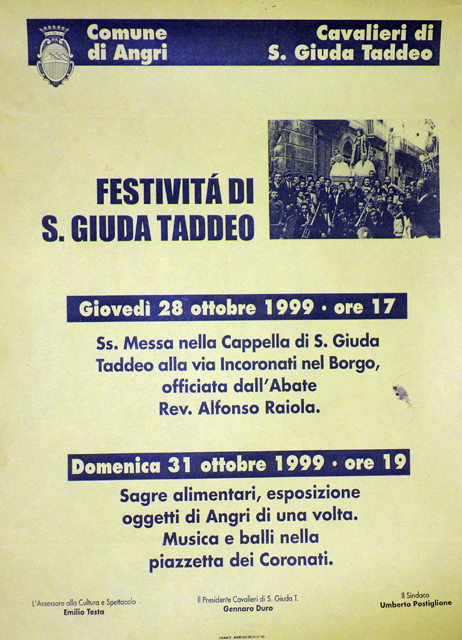 Comune
di Angri
Cavalieri di
S. Giuda Taddeo
FESTIVITÁ DI
S. GIUDA TADDEO
Giovedì 28 ottobre 1999 · ore 17
Ss. Messa nella Cappella di S. Giuda
Taddeo alla via Incoronati nel Borgo,
officiata dall'Abate
Rev. Alfonso Raiola.
Domenica 31 ottobre 1999 · ore 19
Sagre alimentari, esposizione
oggetti di Angri di una volta.
Musica e balli nella
piazzetta dei Coronati.
L'Assessore alla Cultura e Spettacolo
Emilio Testa
Il Presidente Cavalieri di S. Giuda T.
Gennaro Duro
Il Sindaco
Umberto Postiglione